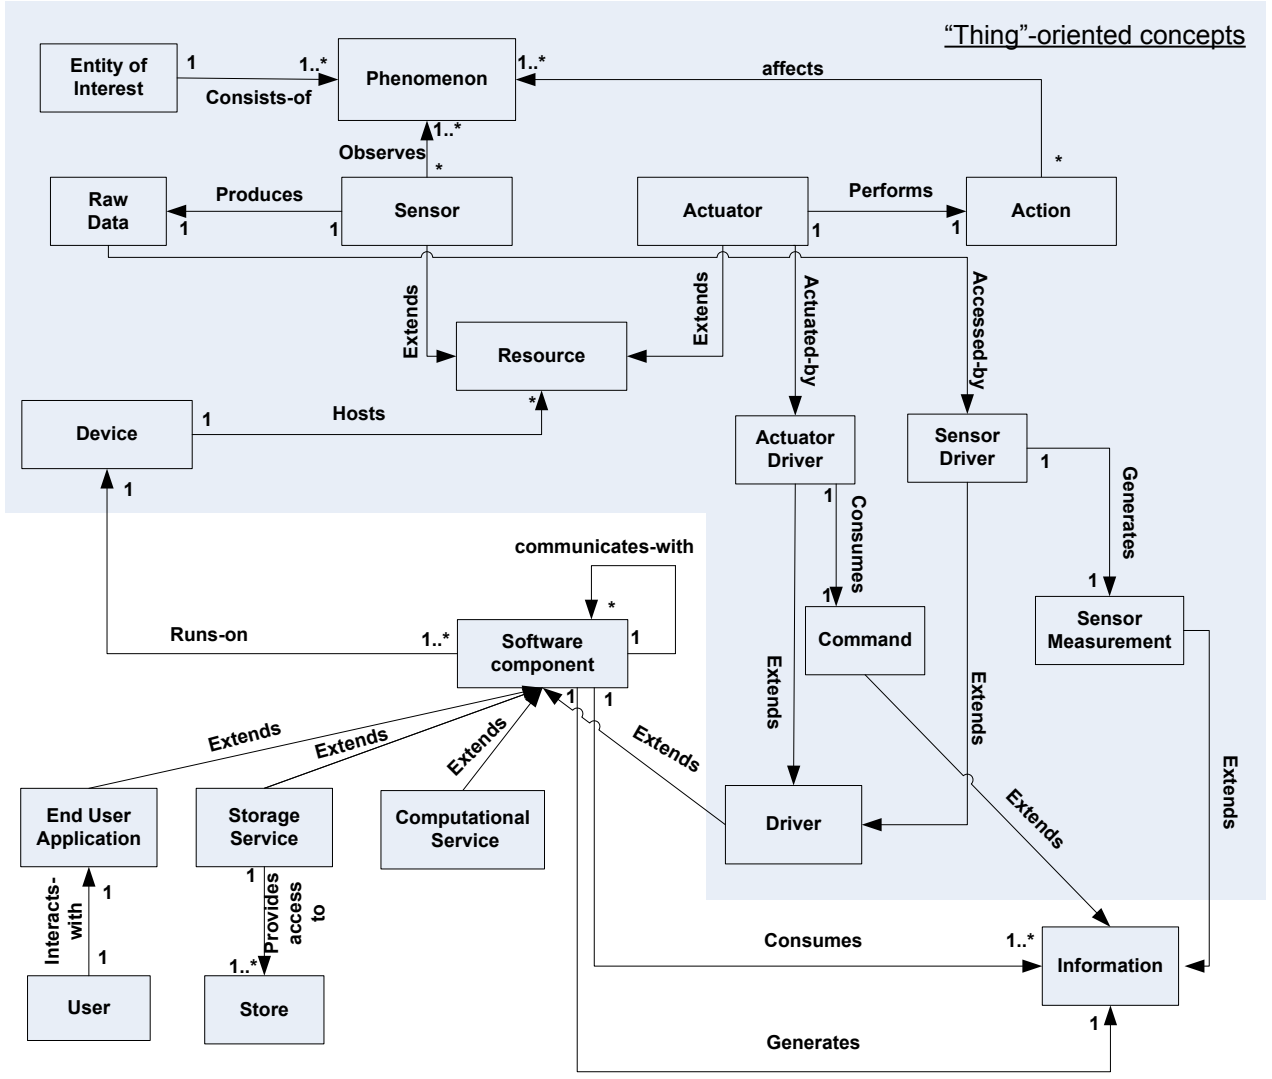 “Thing”-oriented concepts
Entity of
Interest
1
1..*
Consists-of
Phenomenon
1..*
affects
1..*
Observes
*
*
Raw
Data
Produces
1
1
Sensor
Actuator
Performs
1
1
Action
Extends
Extends
Actuated-by
Accessed-by
Resource
*
Device
1
Hosts
1
Actuator
Driver
1
Sensor
Driver
1
Consumes
Generates
1
1
communicates-with
*
Runs-on
1..*
Software
component
1
1
1
Command
Sensor
Measurement
Extends
Extends
Extends
Extends
Extends
Extends
Extends
Extends
End User
Application
Storage
Service
Computational
Service
Driver
1
1
Interacts-
with
1
Provides
access
to
1..*
User
Store
Consumes
1..*
Information
Generates
1